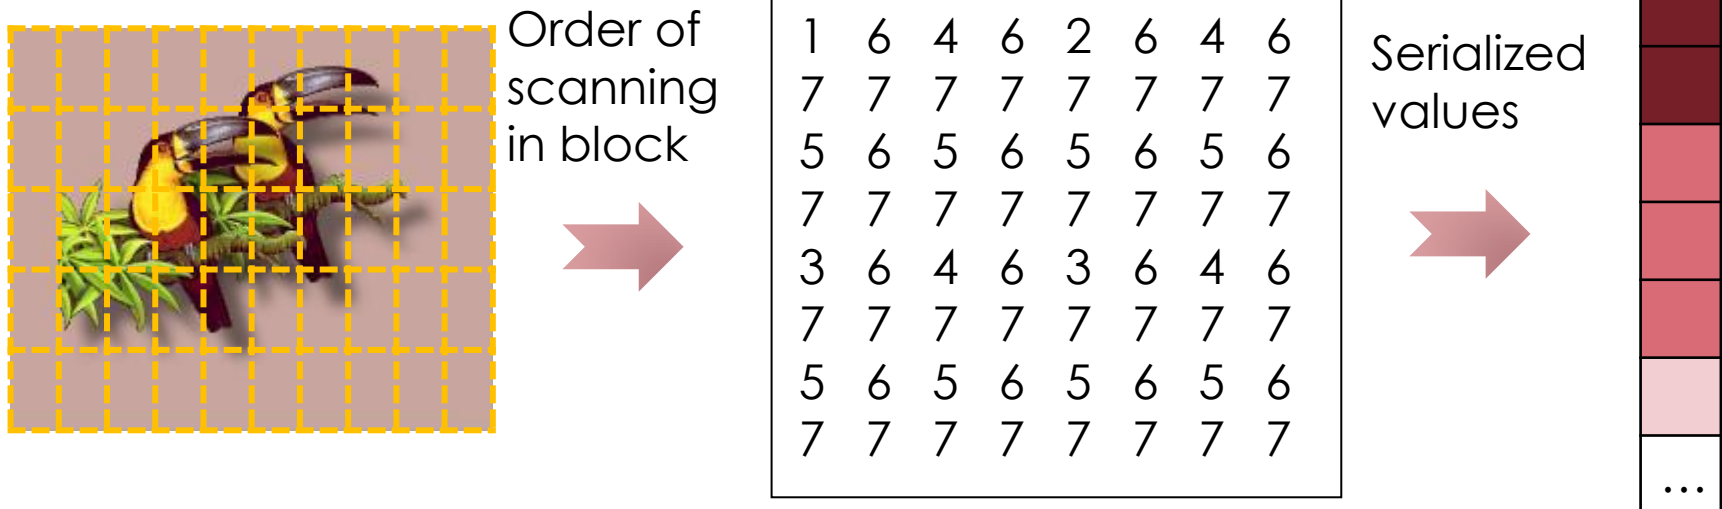 Order of
scanning
in block
1 6 4 6 2 6 4 6
7 7 7 7 7 7 7 7
5 6 5 6 5 6 5 6
7 7 7 7 7 7 7 7
3 6 4 6 3 6 4 6
7 7 7 7 7 7 7 7
5 6 5 6 5 6 5 6
7 7 7 7 7 7 7 7
Serialized
values
...